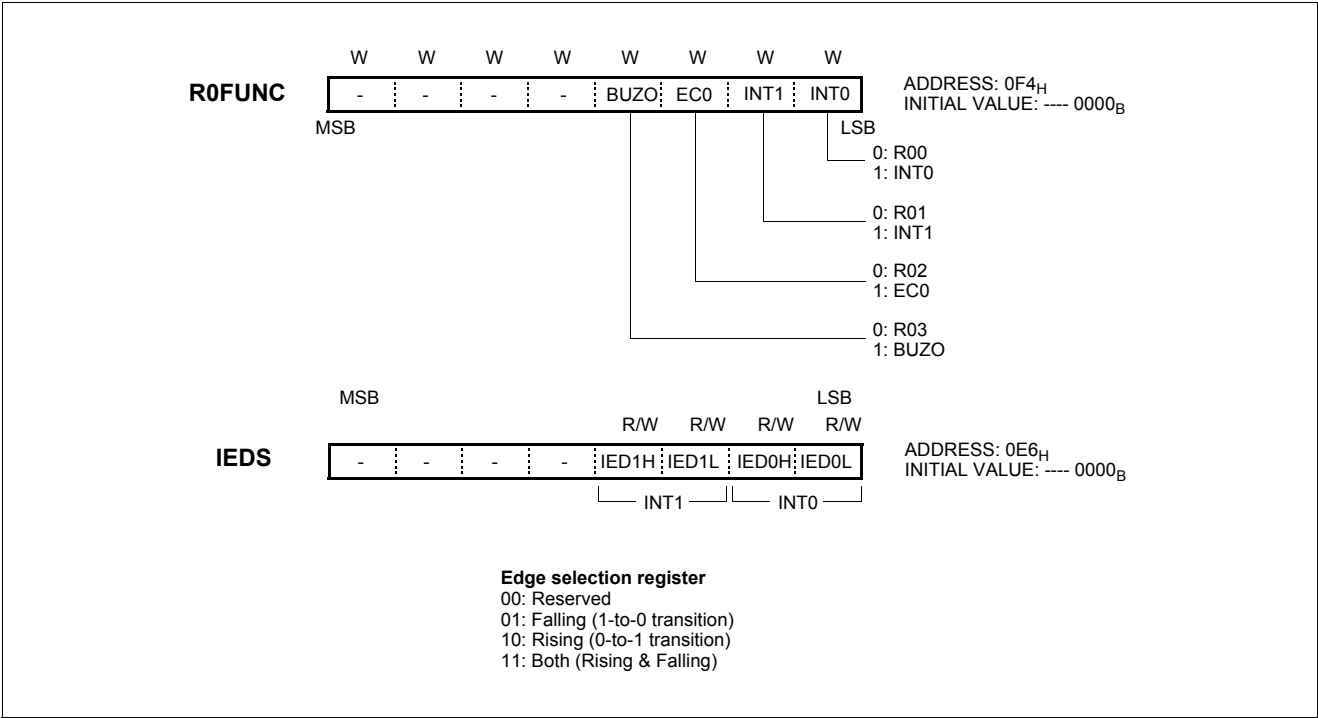 W W W W W W W W
R0FUNC - - - - BUZO EC0 INT1 INT0 ADDRESS: 0F4H
INITIAL VALUE: ---- 0000B
MSB LSB
0: R00
1: INT0
0: R01
1: INT1
0: R02
1: EC0
0: R03
1: BUZO
MSB LSB
R/W R/W R/W R/W
IEDS - - - - IED1H IED1L IED0H IED0L ADDRESS: 0E6H
INITIAL VALUE: ---- 0000B
INT1 INT0
Edge selection register
00: Reserved
01: Falling (1-to-0 transition)
10: Rising (0-to-1 transition)
11: Both (Rising & Falling)